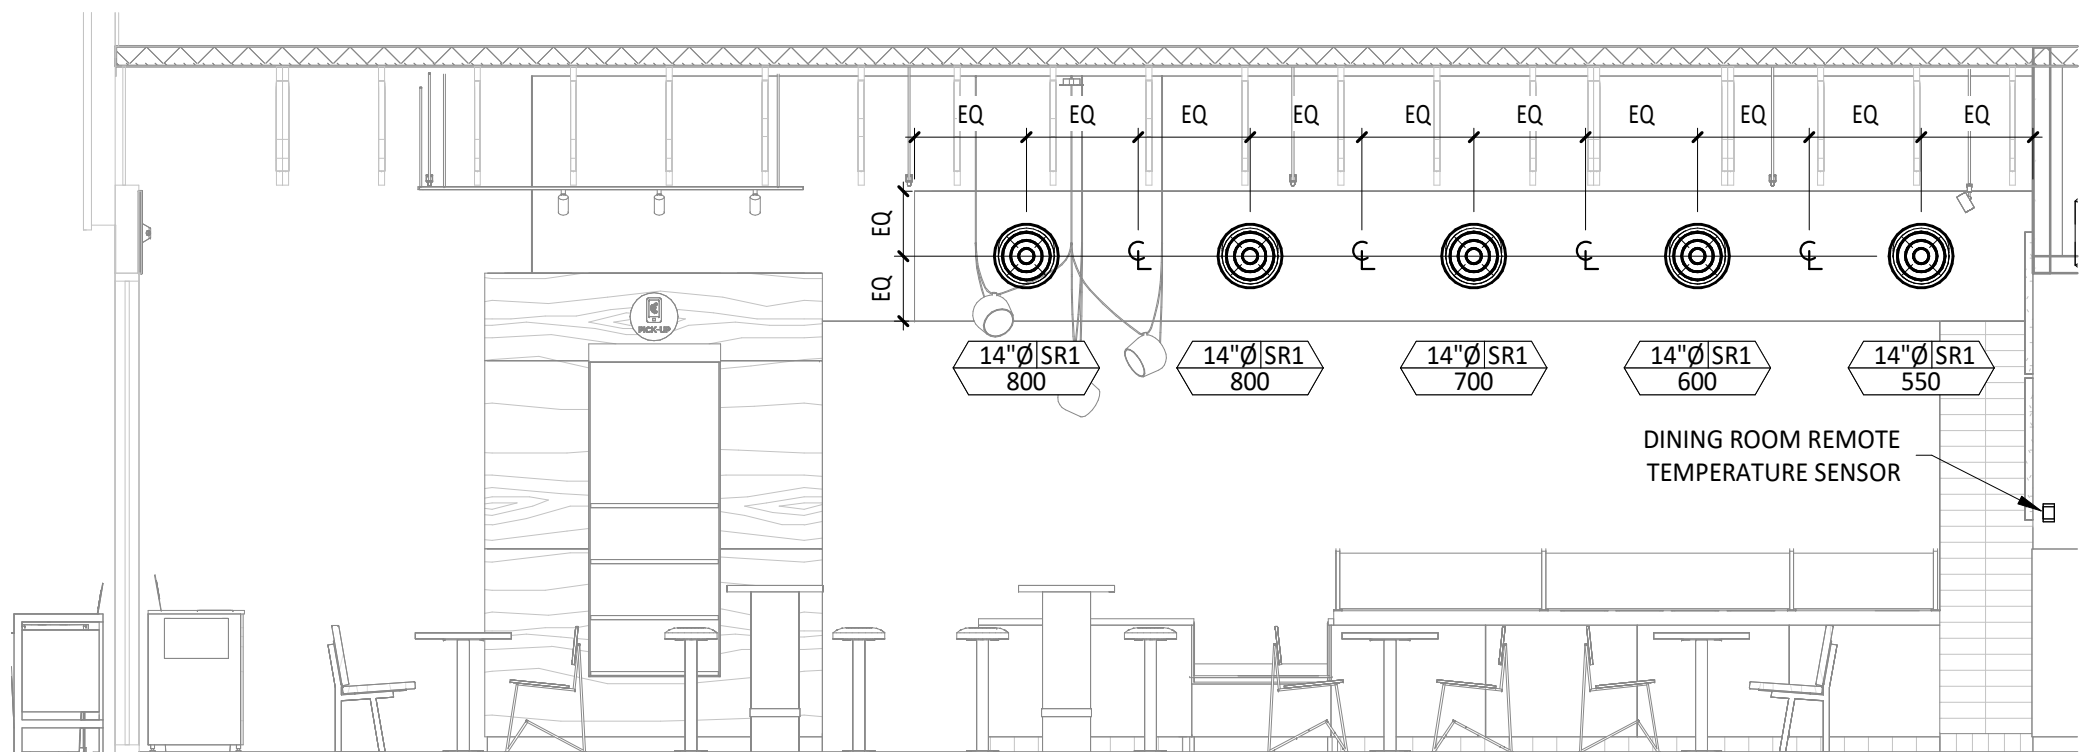 EQ EQ EQ EQ EQ EQ EQ EQ EQ EQ
EQ
EQ
℄ ℄ ℄ ℄
PICK-UP
14"Ø SR1
800
14"Ø SR1
800
14"Ø SR1
700
14"Ø SR1
600
14"Ø SR1
550
DINING ROOM REMOTE
TEMPERATURE SENSOR